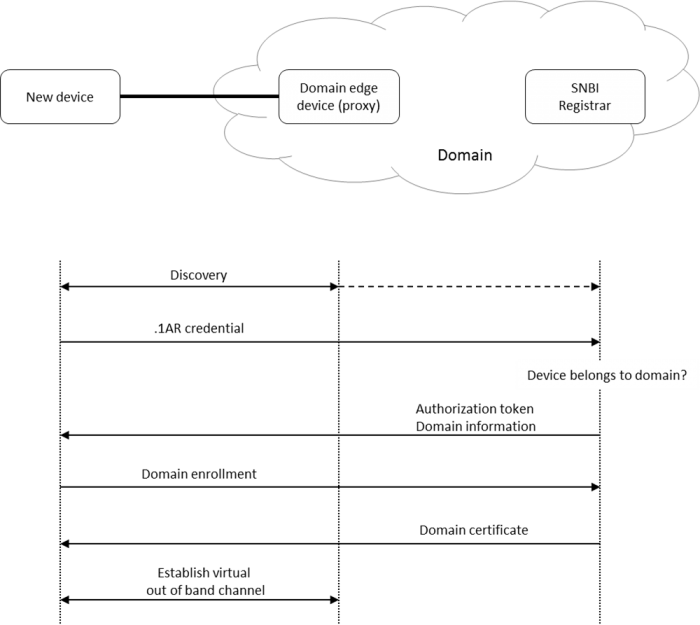 New device
Domain edge
device (proxy)
SNBI
Registrar
Domain
Discovery
.1AR credential
Device belongs to domain?
Authorization token
Domain information
Domain enrollment
Domain certificate
Establish virtual
out of band channel